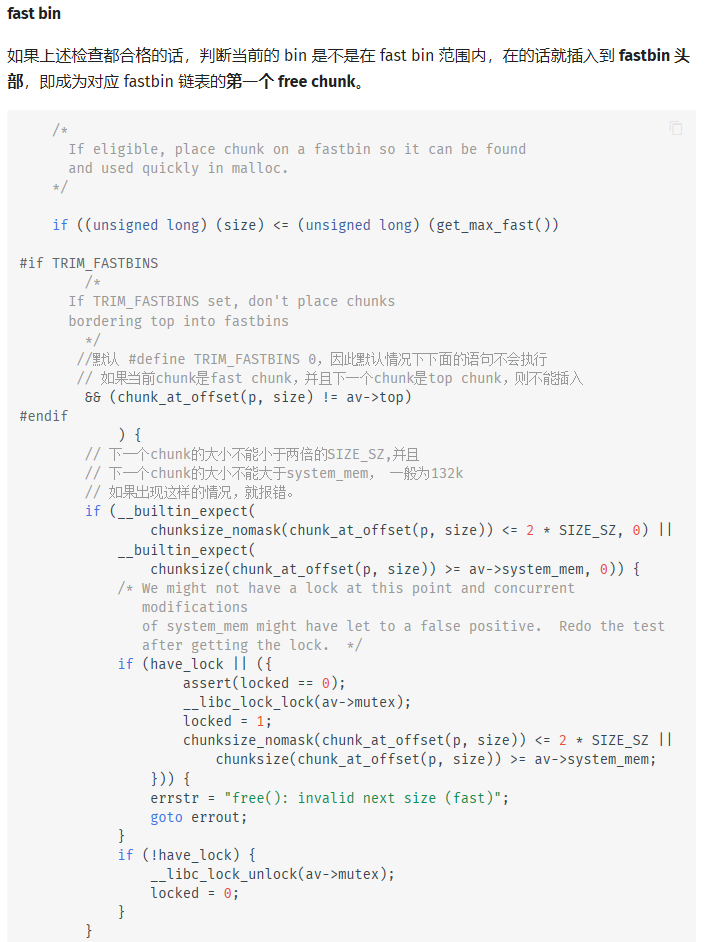 fast bin
如果上述检查都合格的话，判断当前的 bin 是不是在 fast bin 范围内，在的话就插入到 fastbin 头
部，即成为对应 fastbin 链表的第一个 free chunk。
    /*
      If eligible, place chunk on a fastbin so it can be found
      and used quickly in malloc.
    */

    if ((unsigned long) (size) <= (unsigned long) (get_max_fast())

#if TRIM_FASTBINS
        /*
      If TRIM_FASTBINS set, don't place chunks
      bordering top into fastbins
        */
       //默认 #define TRIM_FASTBINS 0，因此默认情况下下面的语句不会执行
       // 如果当前chunk是fast chunk，并且下一个chunk是top chunk，则不能插入
        && (chunk_at_offset(p, size) != av->top)
#endif
            ) {
        // 下一个chunk的大小不能小于两倍的SIZE_SZ,并且
        // 下一个chunk的大小不能大于system_mem， 一般为132k
        // 如果出现这样的情况，就报错。
        if (__builtin_expect(
                chunksize_nomask(chunk_at_offset(p, size)) <= 2 * SIZE_SZ, 0) ||
            __builtin_expect(
                chunksize(chunk_at_offset(p, size)) >= av->system_mem, 0)) {
            /* We might not have a lock at this point and concurrent
               modifications
               of system_mem might have let to a false positive.  Redo the test
               after getting the lock.  */
            if (have_lock || ({
                    assert(locked == 0);
                    __libc_lock_lock(av->mutex);
                    locked = 1;
                    chunksize_nomask(chunk_at_offset(p, size)) <= 2 * SIZE_SZ ||
                        chunksize(chunk_at_offset(p, size)) >= av->system_mem;
                })) {
                errstr = "free(): invalid next size (fast)";
                goto errout;
            }
            if (!have_lock) {
                __libc_lock_unlock(av->mutex);
                locked = 0;
            }
        }